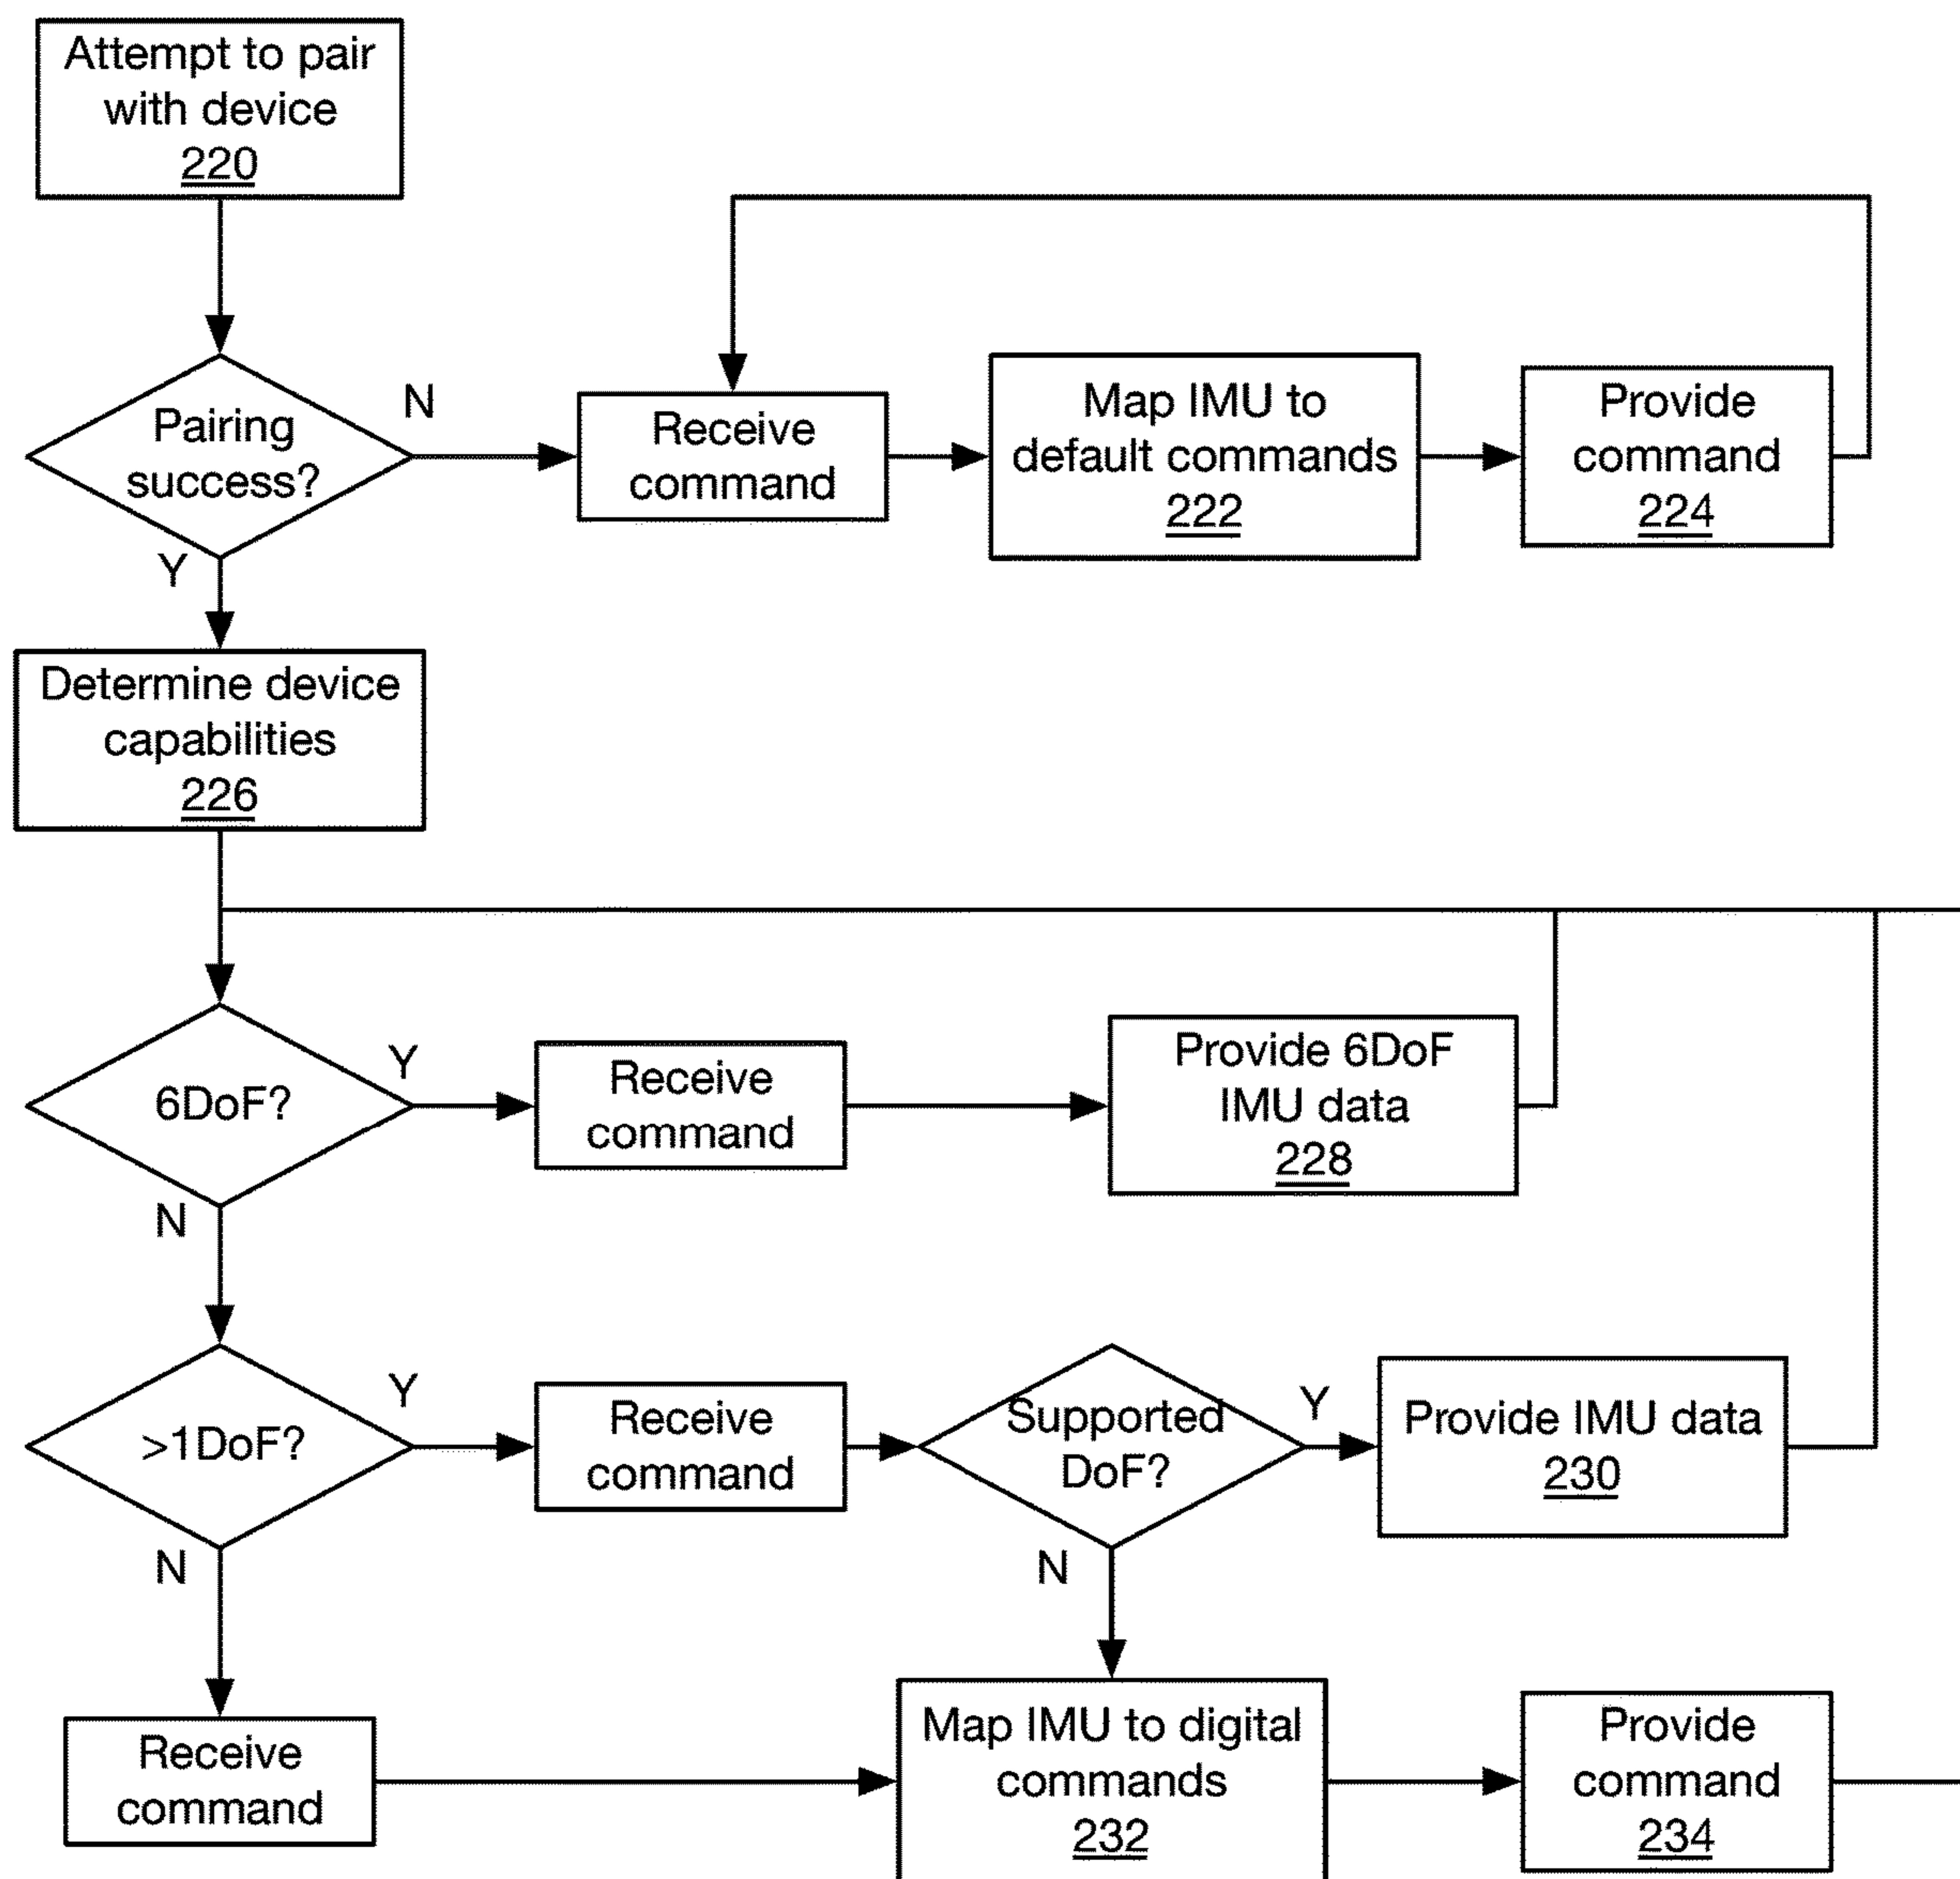 Attempt to pair
with device
220
Pairing
success?
N
Y
Receive
command
Map IMU to
default commands
222
Provide
command
224
Determine device
capabilities
226
6DoF?
Y
N
Receive
command
Provide 6DoF
IMU data
228
>1DoF?
Y
N
Receive
command
Supported
DoF?
Y
N
Provide IMU data
230
Receive
command
Map IMU to digital
commands
232
Provide
command
234